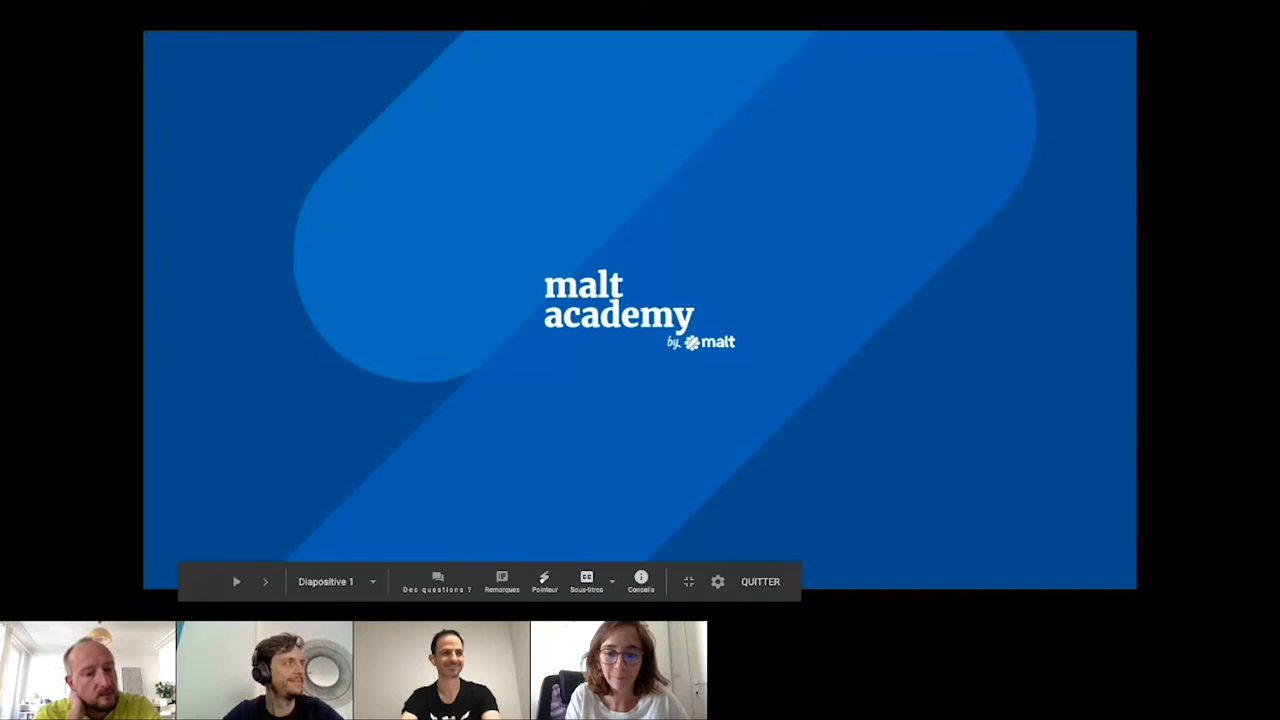 malt
academy
by malt
Diapositive 1
Des questions ?
Remarques
Pointeur
Sous-titres
Conseils
QUITTER